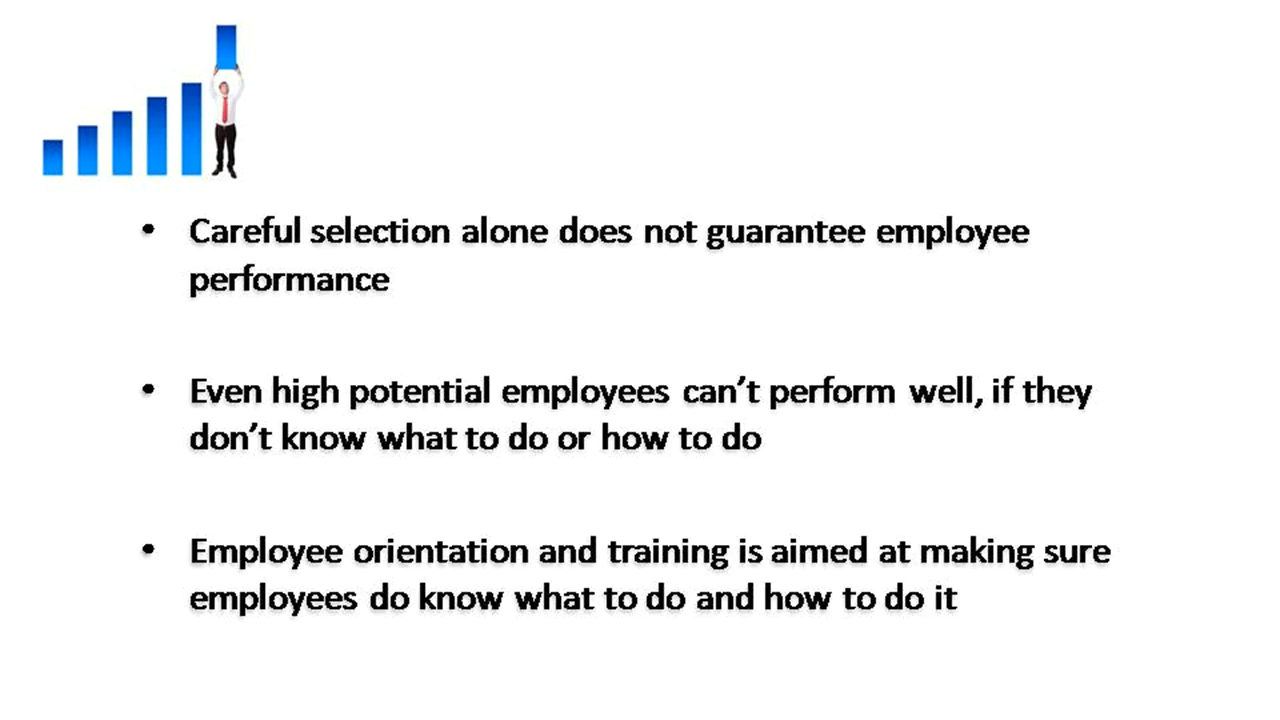 • Careful selection alone does not guarantee employee
performance
• Even high potential employees can’t perform well, if they
don’t know what to do or how to do
• Employee orientation and training is aimed at making sure
employees do know what to do and how to do it